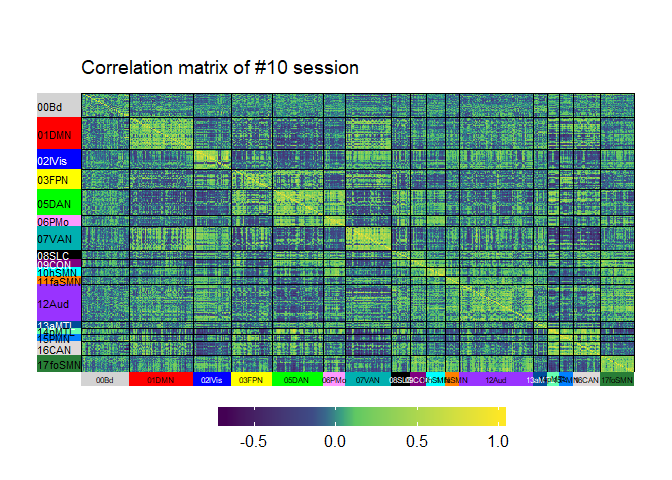 Correlation matrix of #10 session
00Bd
01DMN
02lVis
03FPN
05DAN
06PMo
07VAN
08SLC
09CON
10hSMN
11faSMN
12Aud
13aMTL
14pMTL
15PMN
16CAN
17foSMN
00Bd 01DMN 02lVis 03FPN 05DAN 06PMo 07VAN 08SLC 12Aud 17foSMN
-0.5 0.0 0.5 1.0